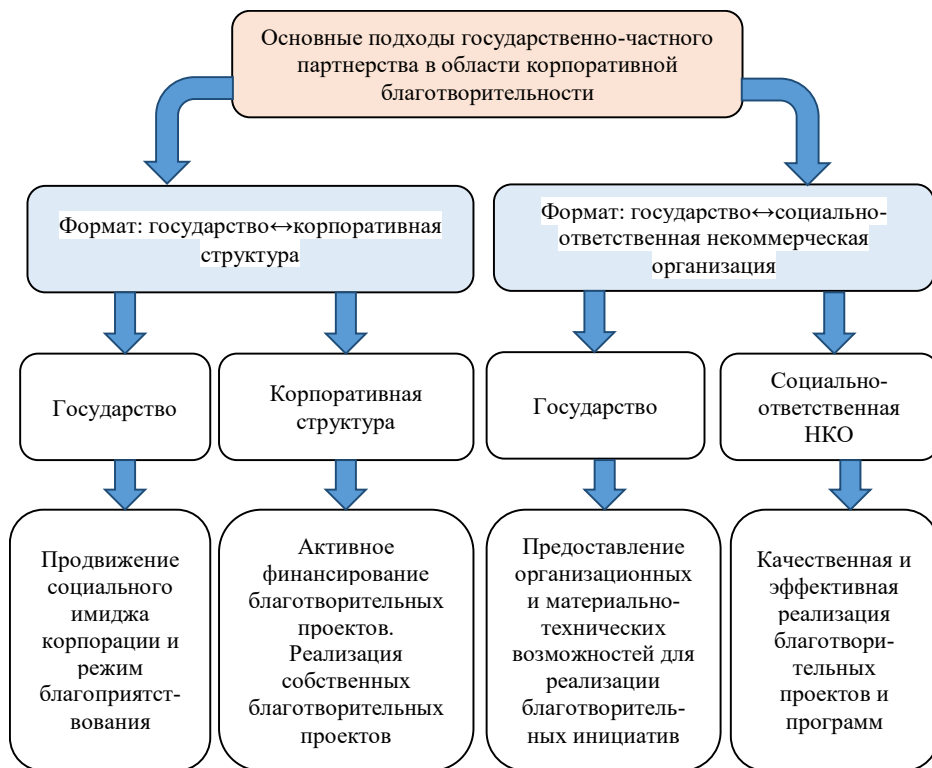 Основные подходы государственно-частного
партнерства в области корпоративной
благотворительности
Формат: государство↔корпоративная
структура
Формат: государство↔социально-
ответственная некоммерческая
организация
Государство
Корпоративная
структура
Государство
Социально-
ответственная
НКО
Продвижение
социального
имиджа
корпорации и
режим
благоприятст-
вования
Активное
финансирование
благотворительных
проектов.
Реализация
собственных
благотворительных
проектов
Предоставление
организационных
и материально-
технических
возможностей для
реализации
благотворитель-
ных инициатив
Качественная и
эффективная
реализация
благотвори-
тельных
проектов и
программ